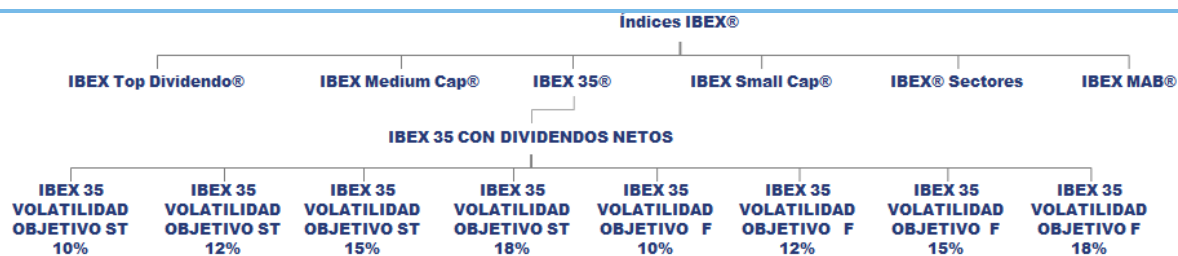 Índices IBEX®
IBEX Top Dividendo®
IBEX Medium Cap®
IBEX 35®
IBEX Small Cap®
IBEX® Sectores
IBEX MAB®
IBEX 35 CON DIVIDENDOS NETOS
IBEX 35
VOLATILIDAD
OBJETIVO ST
10%
IBEX 35
VOLATILIDAD
OBJETIVO ST
12%
IBEX 35
VOLATILIDAD
OBJETIVO ST
15%
IBEX 35
VOLATILIDAD
OBJETIVO ST
18%
IBEX 35
VOLATILIDAD
OBJETIVO F
10%
IBEX 35
VOLATILIDAD
OBJETIVO F
12%
IBEX 35
VOLATILIDAD
OBJETIVO F
15%
IBEX 35
VOLATILIDAD
OBJETIVO F
18%